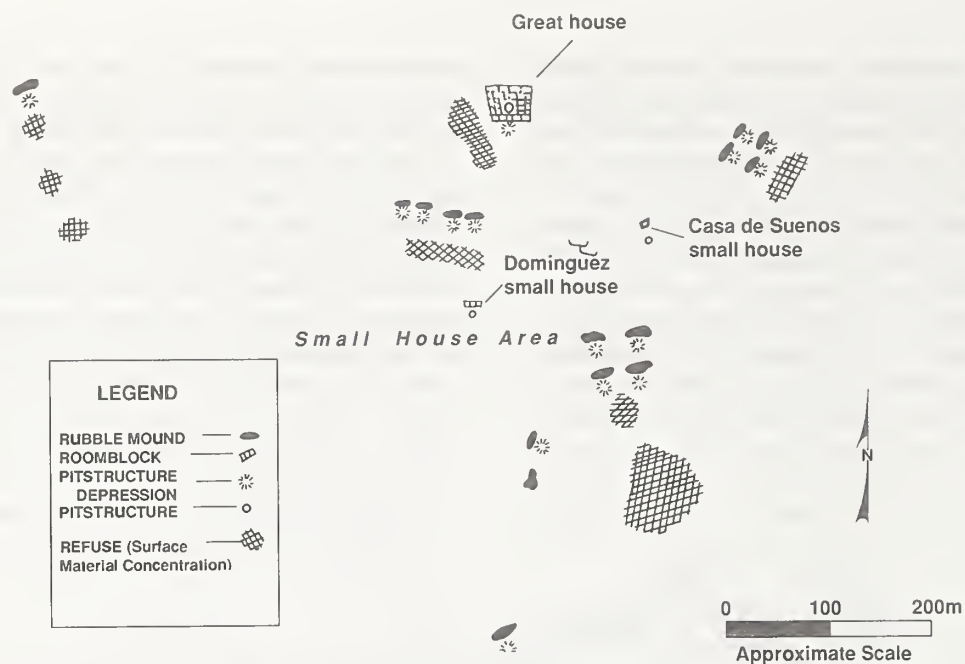 Great house
Casa de Suenos
small house
Dominguez
small house
Small House Area
LEGEND
RUBBLE MOUND
ROOMBLOCK
PITSTRUCTURE
DEPRESSION
PITSTRUCTURE
REFUSE (Surface
Material Concentration)
N
0 100 200m
Approximate Scale